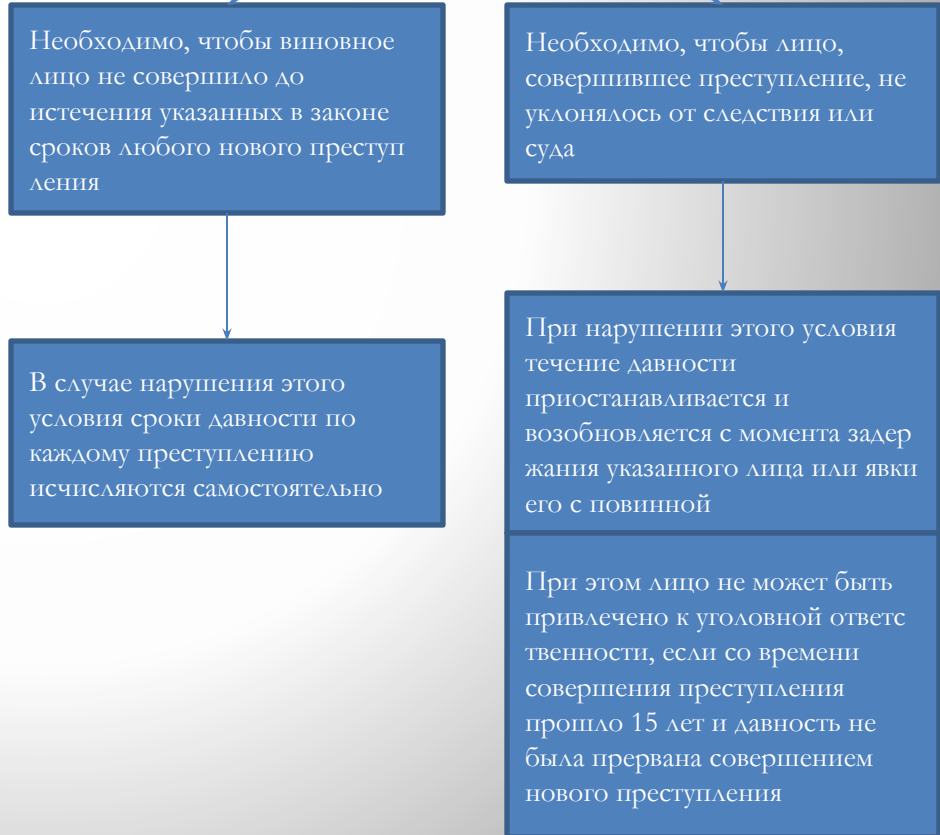 Необходимо, чтобы виновное
лицо не совершило до
истечения указанных в законе
сроков любого нового преступ
ления
В случае нарушения этого
условия сроки давности по
каждому преступлению
исчисляются самостоятельно
Необходимо, чтобы лицо,
совершившее преступление, не
уклонялось от следствия или
суда
При нарушении этого условия
течение давности
приостанавливается и
возобновляется с момента задер
жания указанного лица или явки
его с повинной
При этом лицо не может быть
привлечено к уголовной ответс
твенности, если со времени
совершения преступления
прошло 15 лет и давность не
была прервана совершением
нового преступления